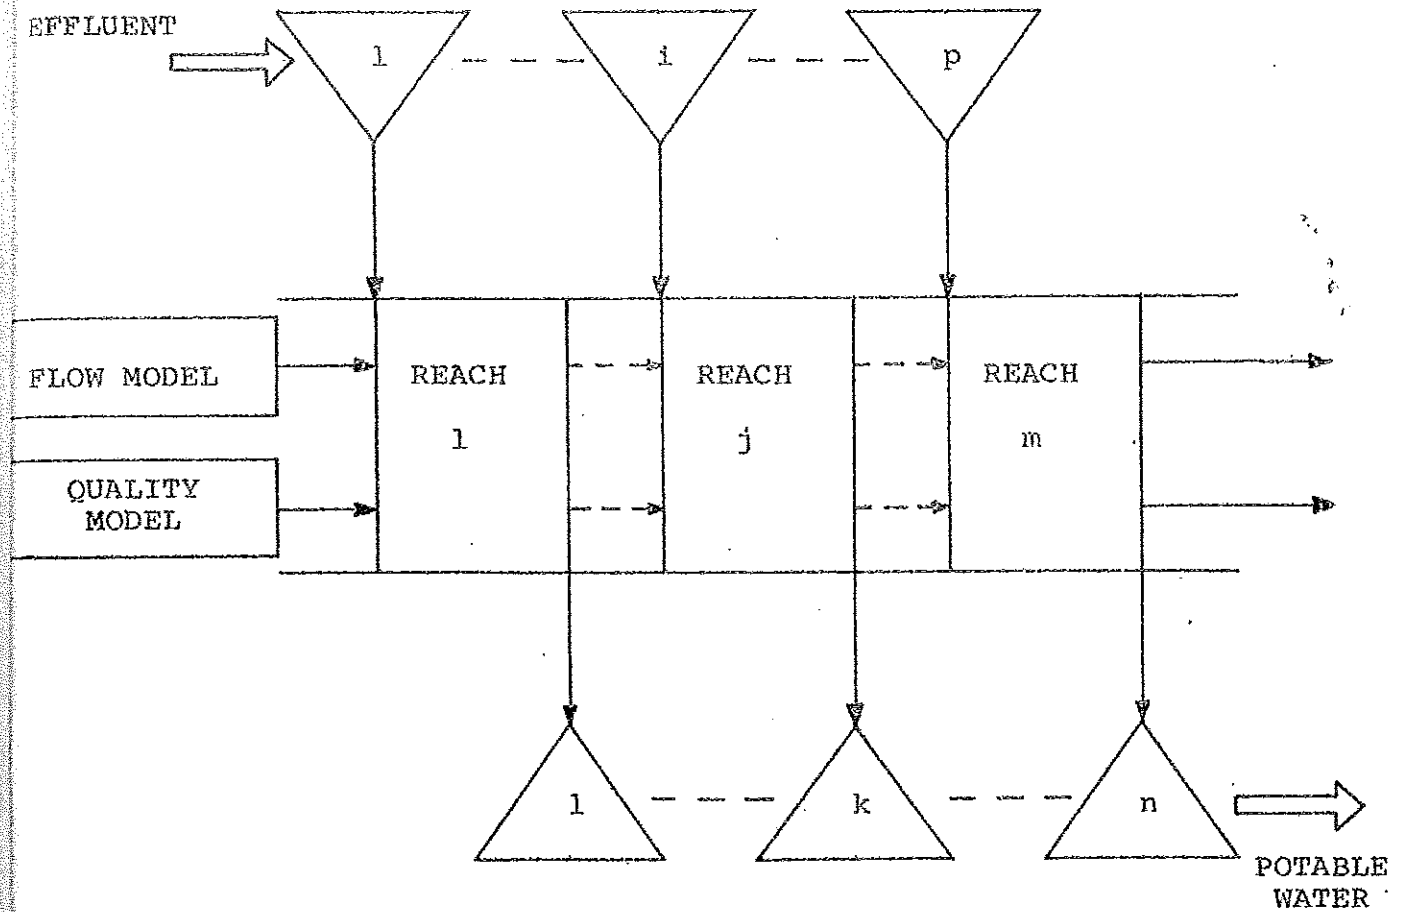 EFFLUENT
1
i
p
FLOW MODEL
REACH
1
REACH
j
REACH
m
QUALITY
MODEL
1
k
n
POTABLE
WATER